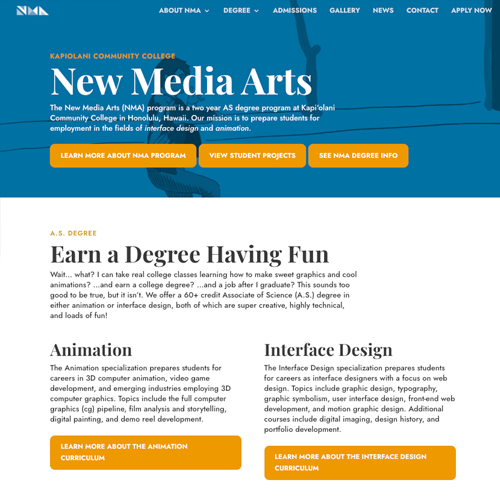 NMA
ABOUT NMA
DEGREE
ADMISSIONS
GALLERY
NEWS
CONTACT
APPLY NOW
KAPIOLANI COMMUNITY COLLEGE
New Media Arts
The New Media Arts (NMA) program is a two year AS degree program at Kapi'olani
Community College in Honolulu, Hawaii. Our mission is to prepare students for
employment in the fields of interface design and animation.
LEARN MORE ABOUT NMA PROGRAM
VIEW STUDENT PROJECTS
SEE NMA DEGREE INFO
A.S. DEGREE
Earn a Degree Having Fun
Wait... what? I can take real college classes learning how to make sweet graphics and cool
animations? ...and earn a college degree? ...and a job after I graduate? This sounds too
good to be true, but it isn't. We offer a 60+ credit Associate of Science (A.S.) degree in
either animation or interface design, both of which are super creative, highly technical,
and loads of fun!
Animation
The Animation specialization prepares students for
careers in 3D computer animation, video game
development, and emerging industries employing 3D
computer graphics. Topics include the full computer
graphics (cg) pipeline, film analysis and storytelling,
digital painting, and demo reel development.
LEARN MORE ABOUT THE ANIMATION
CURRICULUM
Interface Design
The Interface Design specialization prepares students
for careers as interface designers with a focus on web
design. Topics include graphic design, typography,
graphic symbolism, user interface design, front-end web
development, and motion graphic design. Additional
courses include digital imaging, design history, and
portfolio development.
LEARN MORE ABOUT THE INTERFACE DESIGN
CURRICULUM